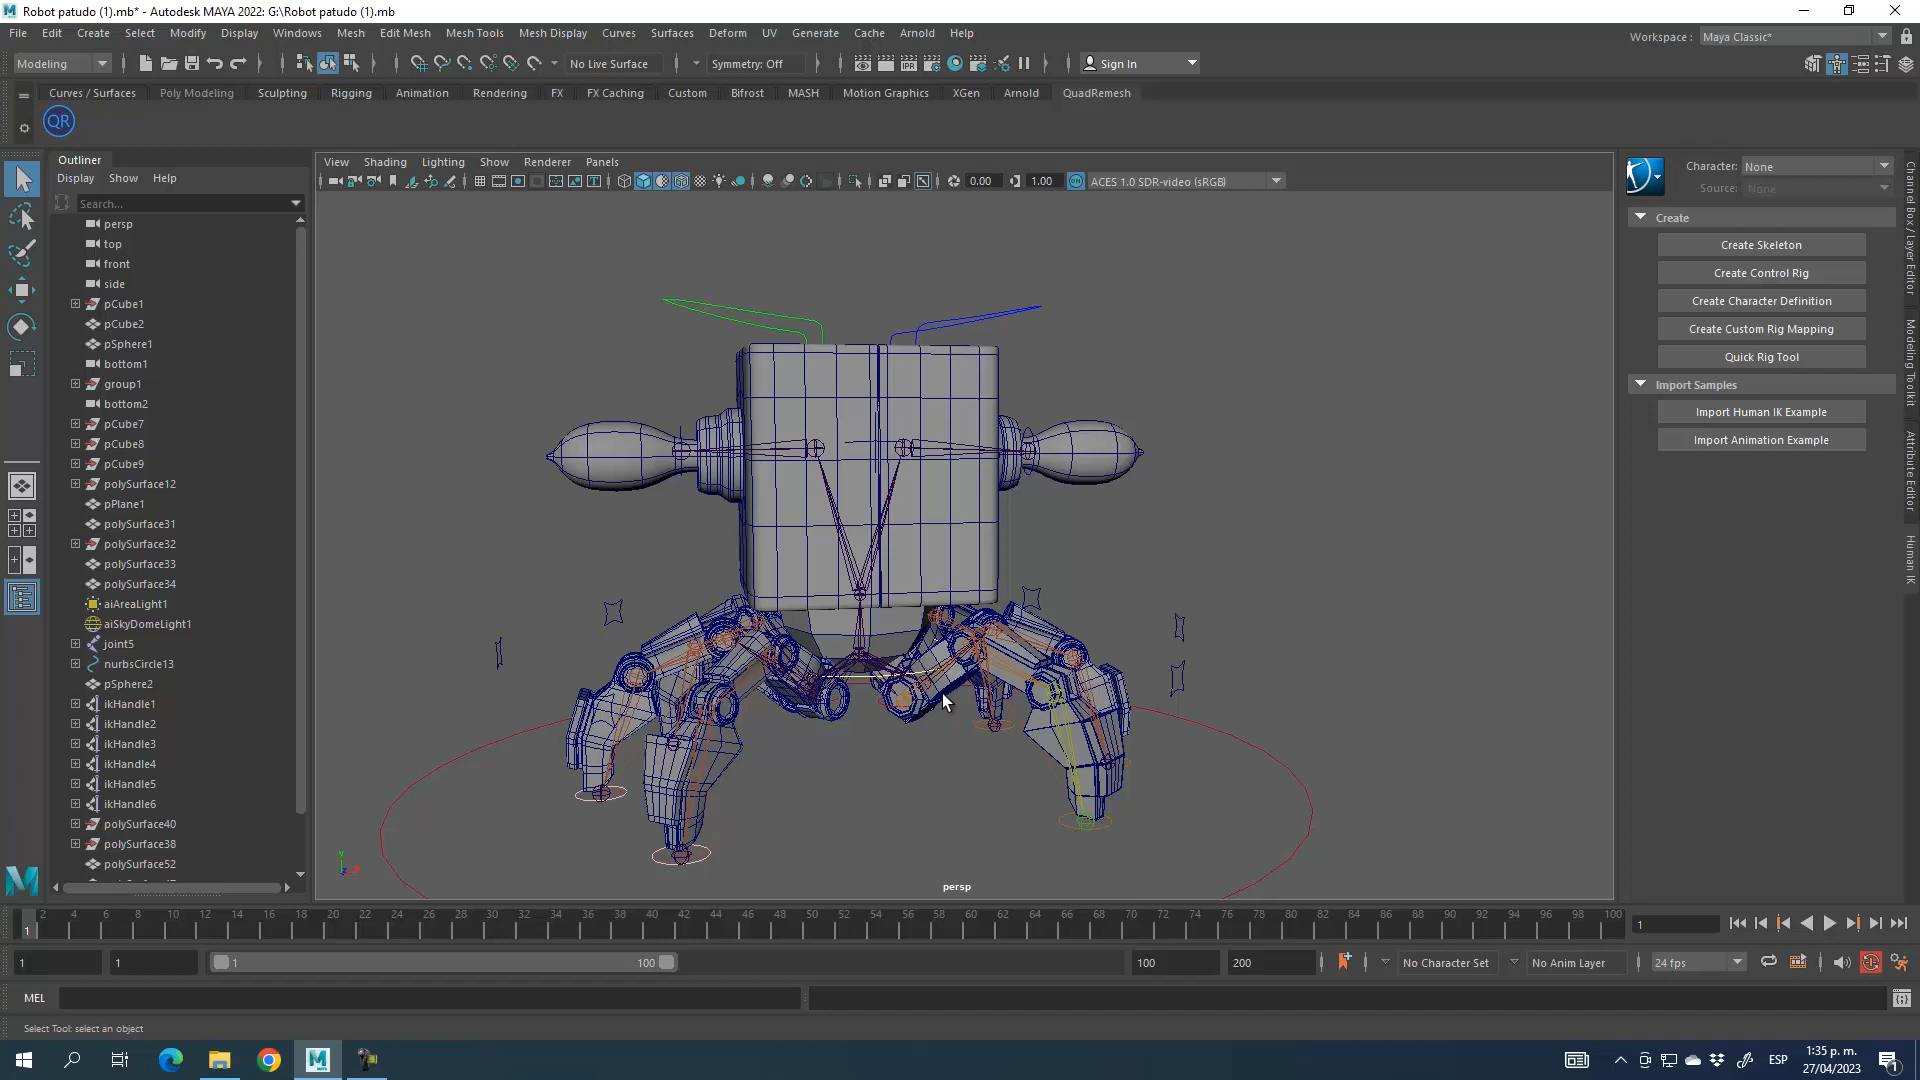 Robot patudo (1).mb* - Autodesk MAYA 2022: G:\Robot patudo (1).mb
File Edit Create Select Modify Display Windows Mesh Edit Mesh Mesh Tools Mesh Display Curves Surfaces Deform UV Generate Cache Arnold Help
Workspace : Maya Classic*
Modeling No Live Surface Symmetry: Off IPR Sign In
Curves / Surfaces Poly Modeling Sculpting Rigging Animation Rendering FX FX Caching Custom Bifrost MASH Motion Graphics XGen Arnold QuadRemesh
QR
Outliner
Display Show Help
Search...
persp
top
front
side
pCube1
pCube2
pSphere1
bottom1
group1
bottom2
pCube7
pCube8
pCube9
polySurface12
pPlane1
polySurface31
polySurface32
polySurface33
polySurface34
aiAreaLight1
aiSkyDomeLight1
joint5
nurbsCircle13
pSphere2
ikHandle1
ikHandle2
ikHandle3
ikHandle4
ikHandle5
ikHandle6
polySurface40
polySurface38
polySurface52
View Shading Lighting Show Renderer Panels
0.00 1.00 ON ACES 1.0 SDR-video (sRGB)
persp
Character: None
Source: None
Create
Create Skeleton
Create Control Rig
Create Character Definition
Create Custom Rig Mapping
Quick Rig Tool
Import Samples
Import Human IK Example
Import Animation Example
Channel Box / Layer Editor
Modeling Toolkit
Attribute Editor
Human IK
2 4 6 8 10 12 14 16 18 20 22 24 26 28 30 32 34 36 38 40 42 44 46 48 50 52 54 56 58 60 62 64 66 68 70 72 74 76 78 80 82 84 86 88 90 92 94 96 98 100
1 1
1 1 1 100 100 200 No Character Set No Anim Layer 24 fps
MEL
Select Tool: select an object
MAYA
ESP
1:35 p. m.
27/04/2023
1